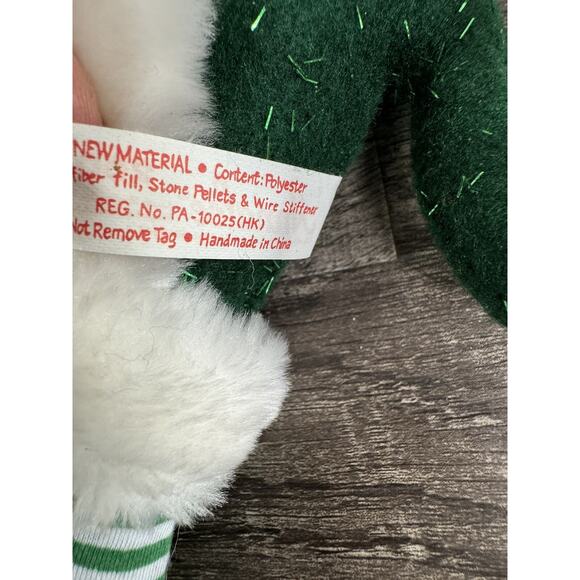 NEW MATERIAL • Content: Polyester
fiber fill, Stone Pellets & Wire Stiffener
REG. No. PA-10025(HK)
Not Remove Tag • Handmade in China